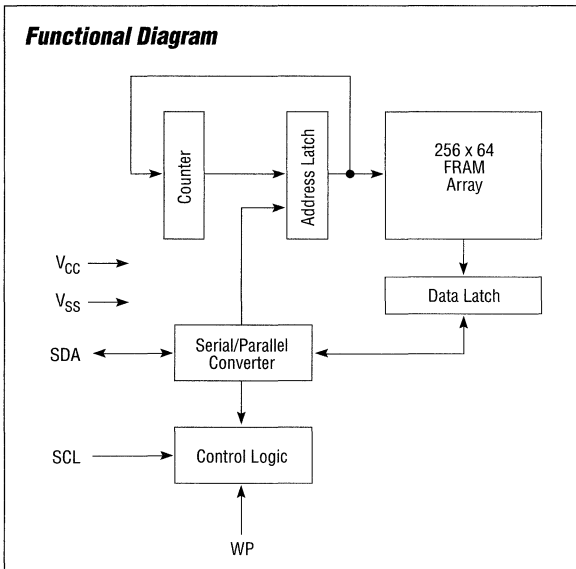 Functional Diagram
Counter
Address Latch
256 x 64
FRAM
Array
VCC
VSS
Data Latch
SDA
Serial/Parallel
Converter
SCL
Control Logic
WP